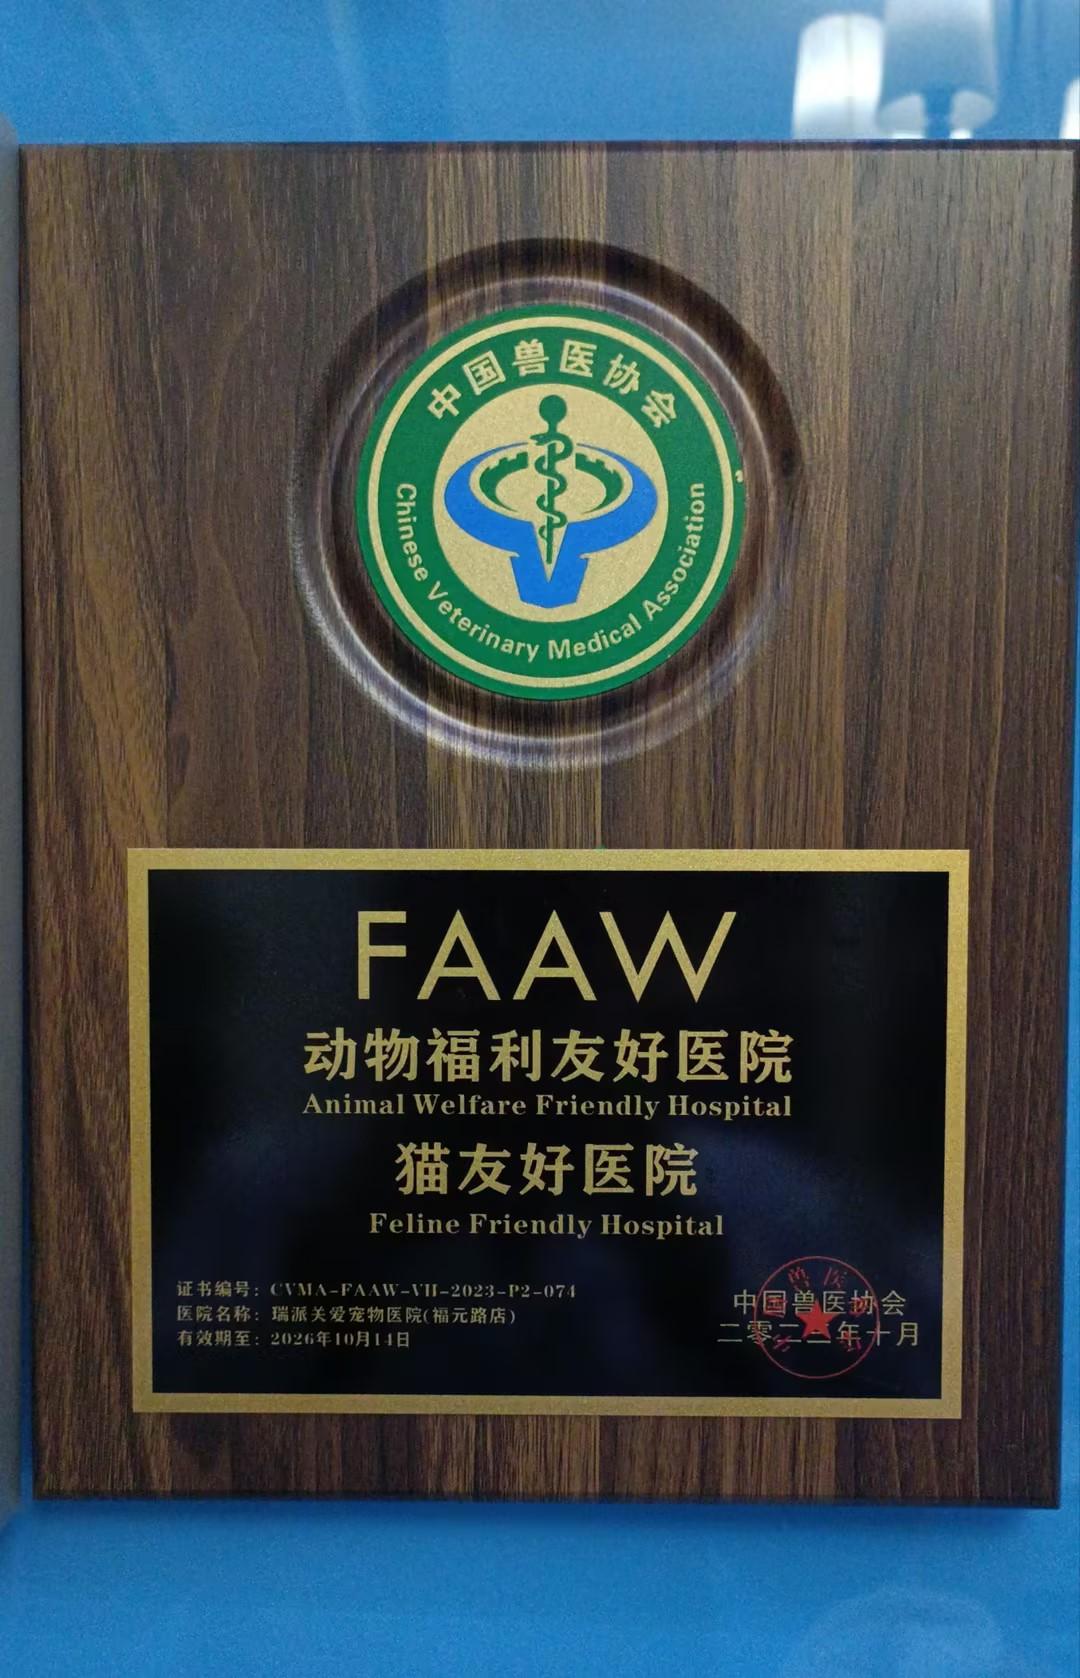 中国兽医协会
Chinese Veterinary Medical Association
FAAW
动物福利友好医院
Animal Welfare Friendly Hospital
猫友好医院
Feline Friendly Hospital
证书编号：CVMA-FAAW-VH-2023-P2-074
医院名称：瑞派关爱宠物医院(福元路店)
有效期至：2026年10月14日
中国兽医协会
二零二三年十月